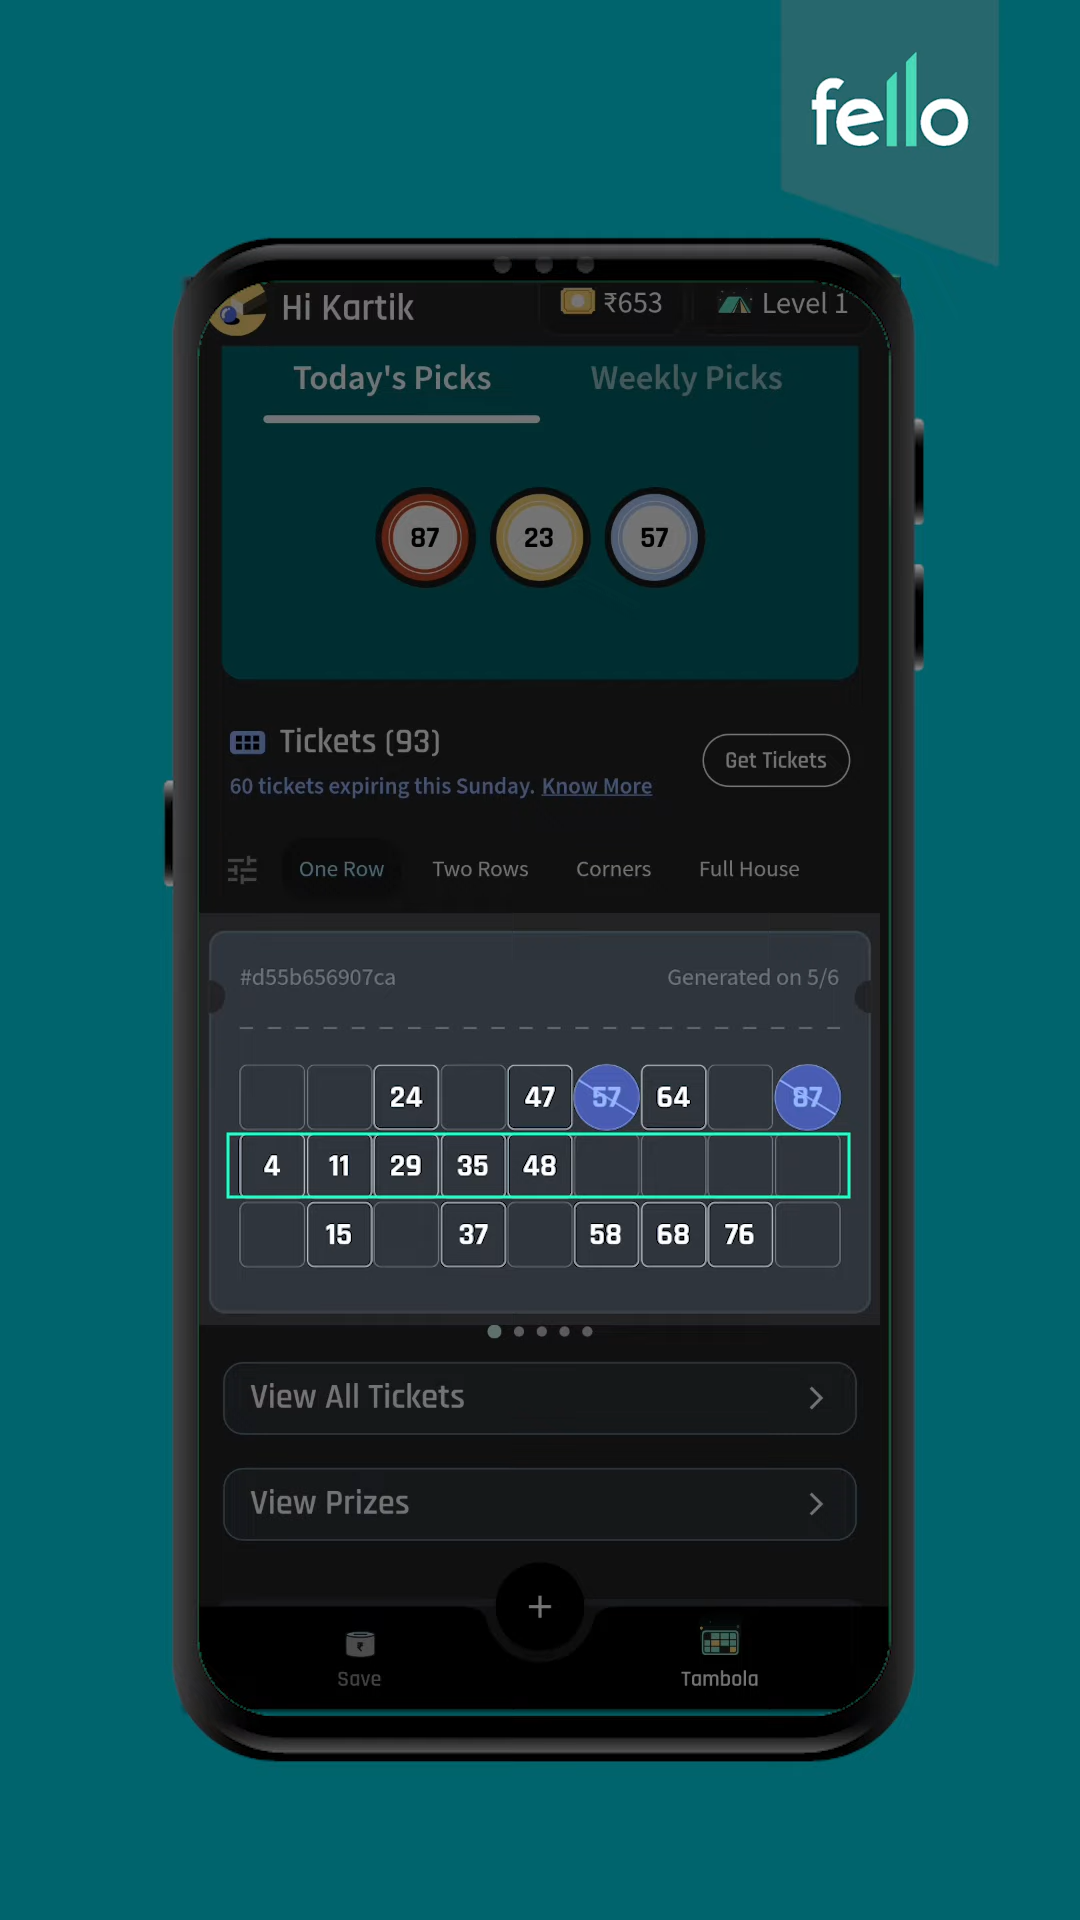 fello
Hi Kartik
₹653
Level 1
Today's Picks
Weekly Picks
87 23 57
Tickets (93)
Get Tickets
60 tickets expiring this Sunday. Know More
One Row
Two Rows
Corners
Full House
#d55b656907ca
Generated on 5/6
24 47 57 64 87
4 11 29 35 48
15 37 58 68 76
View All Tickets
View Prizes
+
₹
Save
Tambola